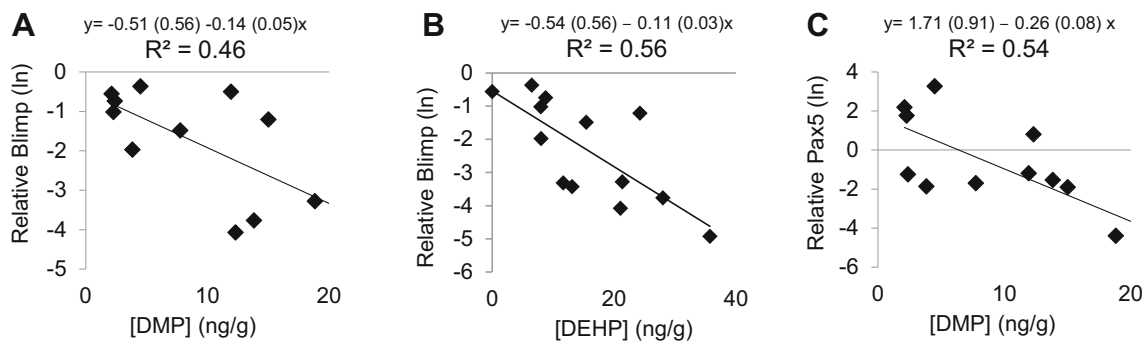 A
y= -0.51 (0.56) -0.14 (0.05)x
R² = 0.46
0
-1
-2
-3
-4
-5
Relative Blimp (ln)
0 10 20
[DMP] (ng/g)
B
y= -0.54 (0.56) – 0.11 (0.03)x
R² = 0.56
0
-1
-2
-3
-4
-5
-6
Relative Blimp (ln)
0 20 40
[DEHP] (ng/g)
C
y= 1.71 (0.91) – 0.26 (0.08) x
R² = 0.54
4
2
0
-2
-4
-6
Relative Pax5 (ln)
0 10 20
[DMP] (ng/g)